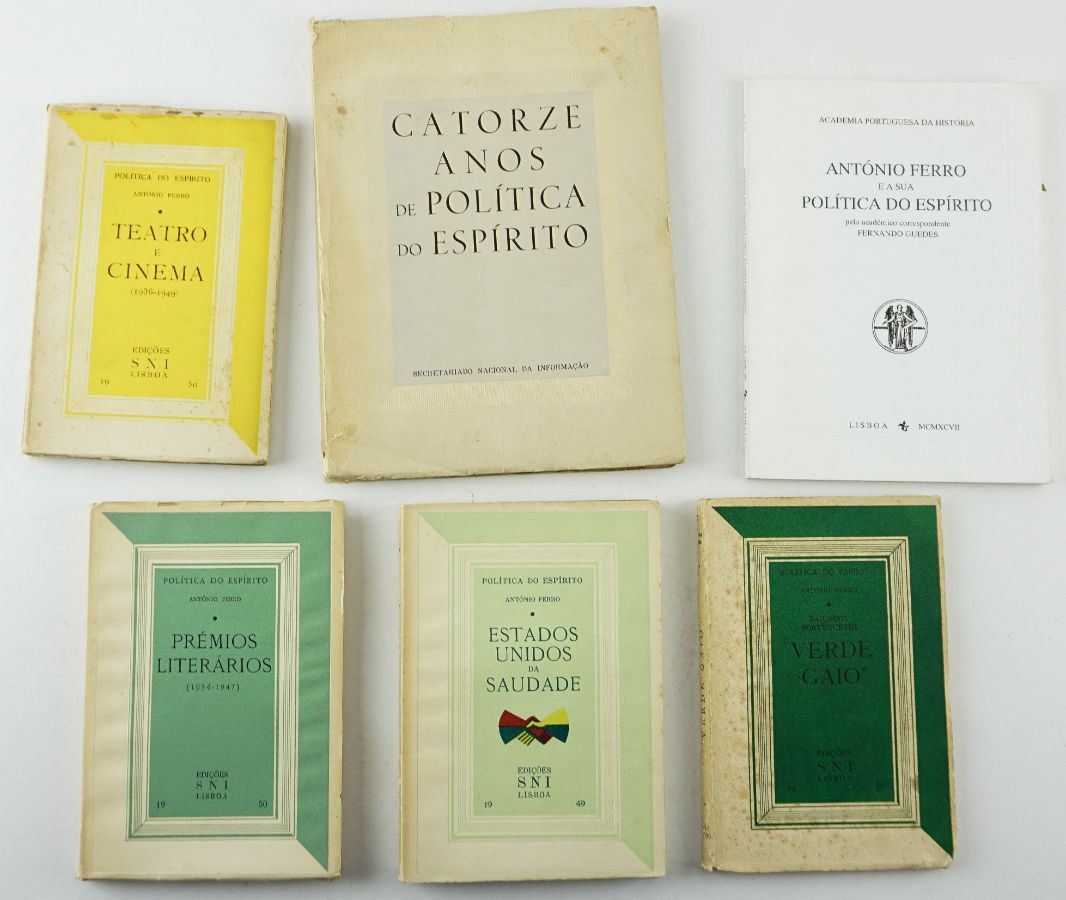 POLÍTICA DO ESPÍRITO
ANTÓNIO FERRO
TEATRO
E
CINEMA
(1936-1949)
EDIÇÕES
SNI
LISBOA
19 50
CATORZE
ANOS
DE POLÍTICA
DO ESPÍRITO
SECRETARIADO NACIONAL DA INFORMAÇÃO
ACADEMIA PORTUGUESA DA HISTÓRIA
ANTÓNIO FERRO
E A SUA
POLÍTICA DO ESPÍRITO
pelo académico correspondente
FERNANDO GUEDES
LISBOA MCMXCVII
POLÍTICA DO ESPÍRITO
ANTÓNIO FERRO
PRÉMIOS
LITERÁRIOS
(1934-1947)
EDIÇÕES
SNI
LISBOA
19 50
POLÍTICA DO ESPÍRITO
ANTÓNIO FERRO
ESTADOS
UNIDOS
DA
SAUDADE
EDIÇÕES
SNI
LISBOA
19 49
POLÍTICA DO ESPÍRITO
ANTÓNIO FERRO
BAILADOS
PORTUGUESES
"VERDE
GAIO"
EDIÇÕES
SNI
LISBOA
VERDE GAIO